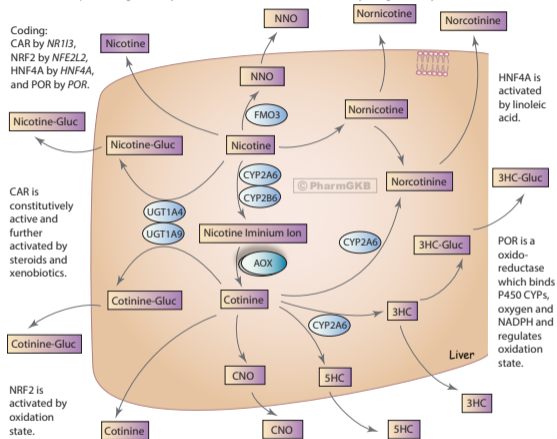 NNO
Nornicotine
Norcotinine
Coding:
CAR by NR1I3,
NRF2 by NFE2L2,
HNF4A by HNF4A,
and POR by POR.
Nicotine
NNO
HNF4A is
activated
by linoleic
acid.
FMO3
Nornicotine
Nicotine-Gluc
Nicotine-Gluc
Nicotine
CYP2A6
CYP2B6
© PharmGKB
Norcotinine
3HC-Gluc
CAR is
constitutively
active and
further
activated by
steroids and
xenobiotics.
UGT1A4
UGT1A9
Nicotine Iminium Ion
CYP2A6
3HC-Gluc
AOX
POR is a
oxido-
reductase
which binds
P450 CYPs,
oxygen and
NADPH and
regulates
oxidation
state.
Cotinine-Gluc
Cotinine
3HC
CYP2A6
Cotinine-Gluc
Liver
CNO
5HC
NRF2 is
activated by
oxidation
state.
3HC
Cotinine
CNO
5HC